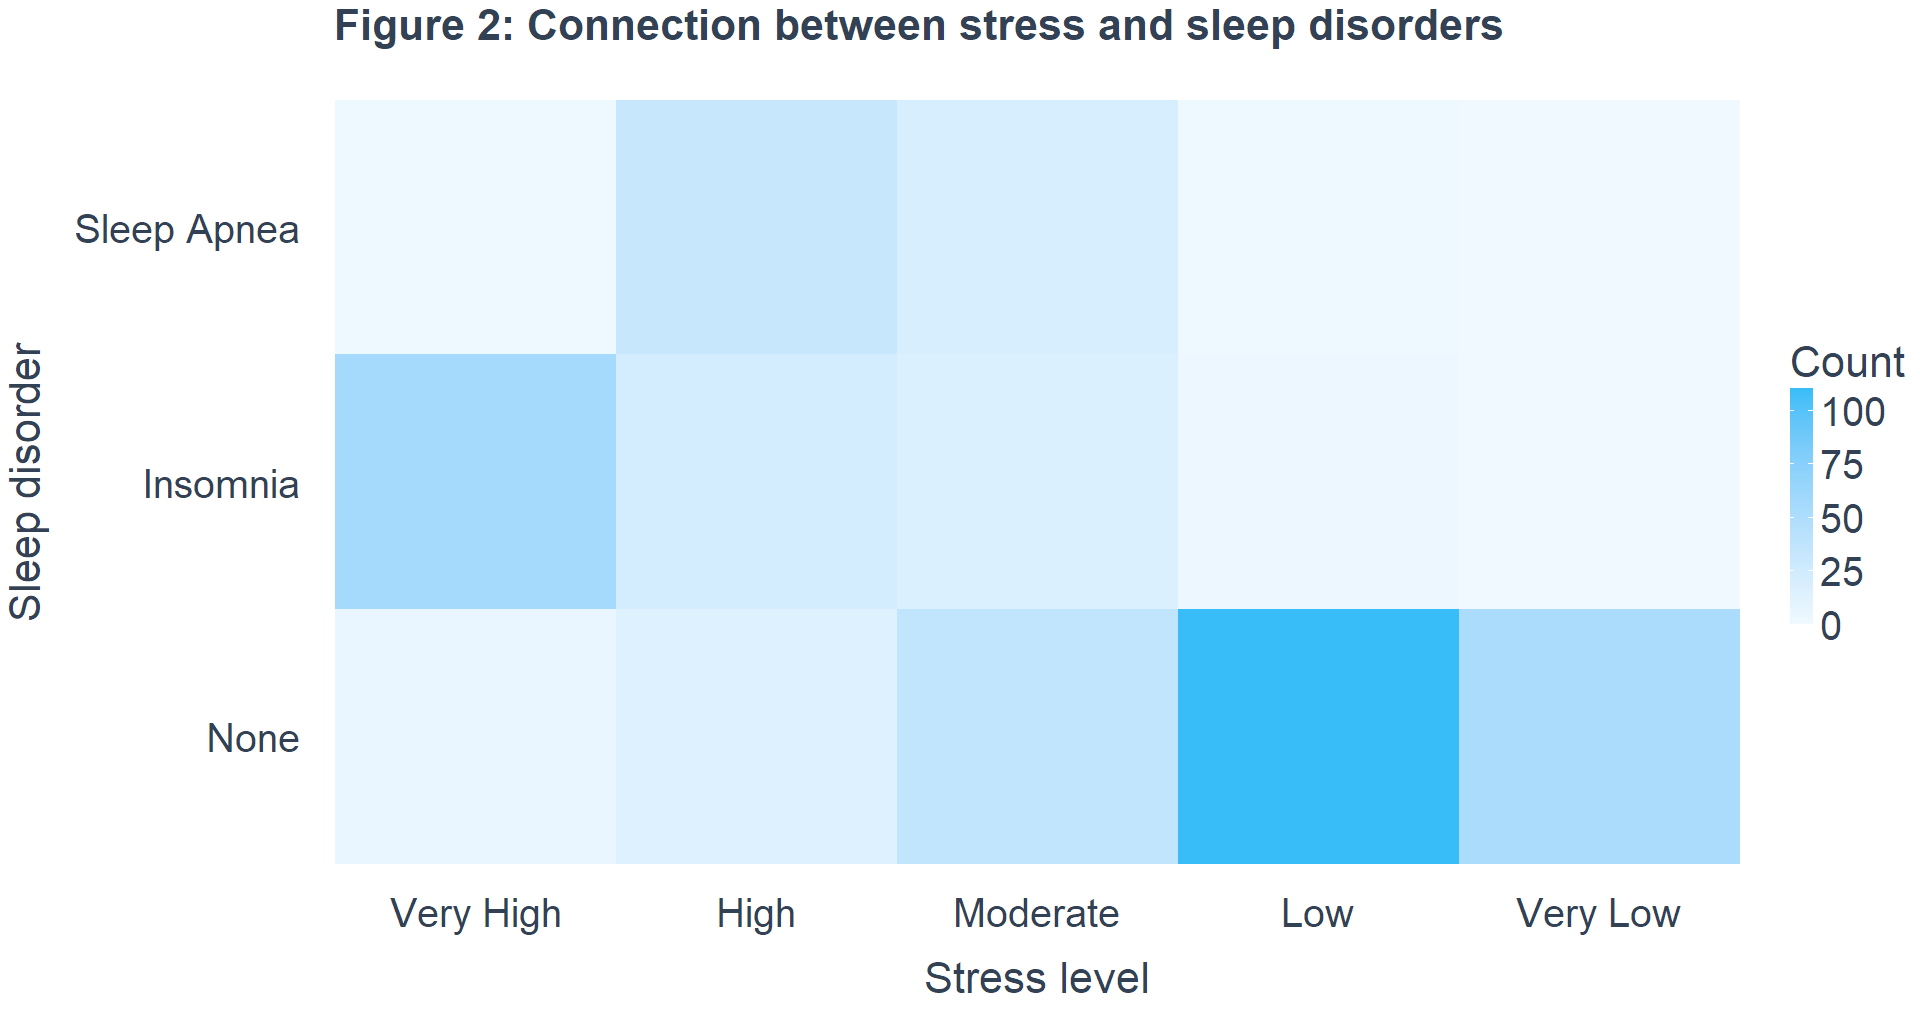 Figure 2: Connection between stress and sleep disorders
Sleep disorder
Sleep Apnea
Insomnia
None
Very High
High
Moderate
Low
Very Low
Stress level
Count
100
75
50
25
0